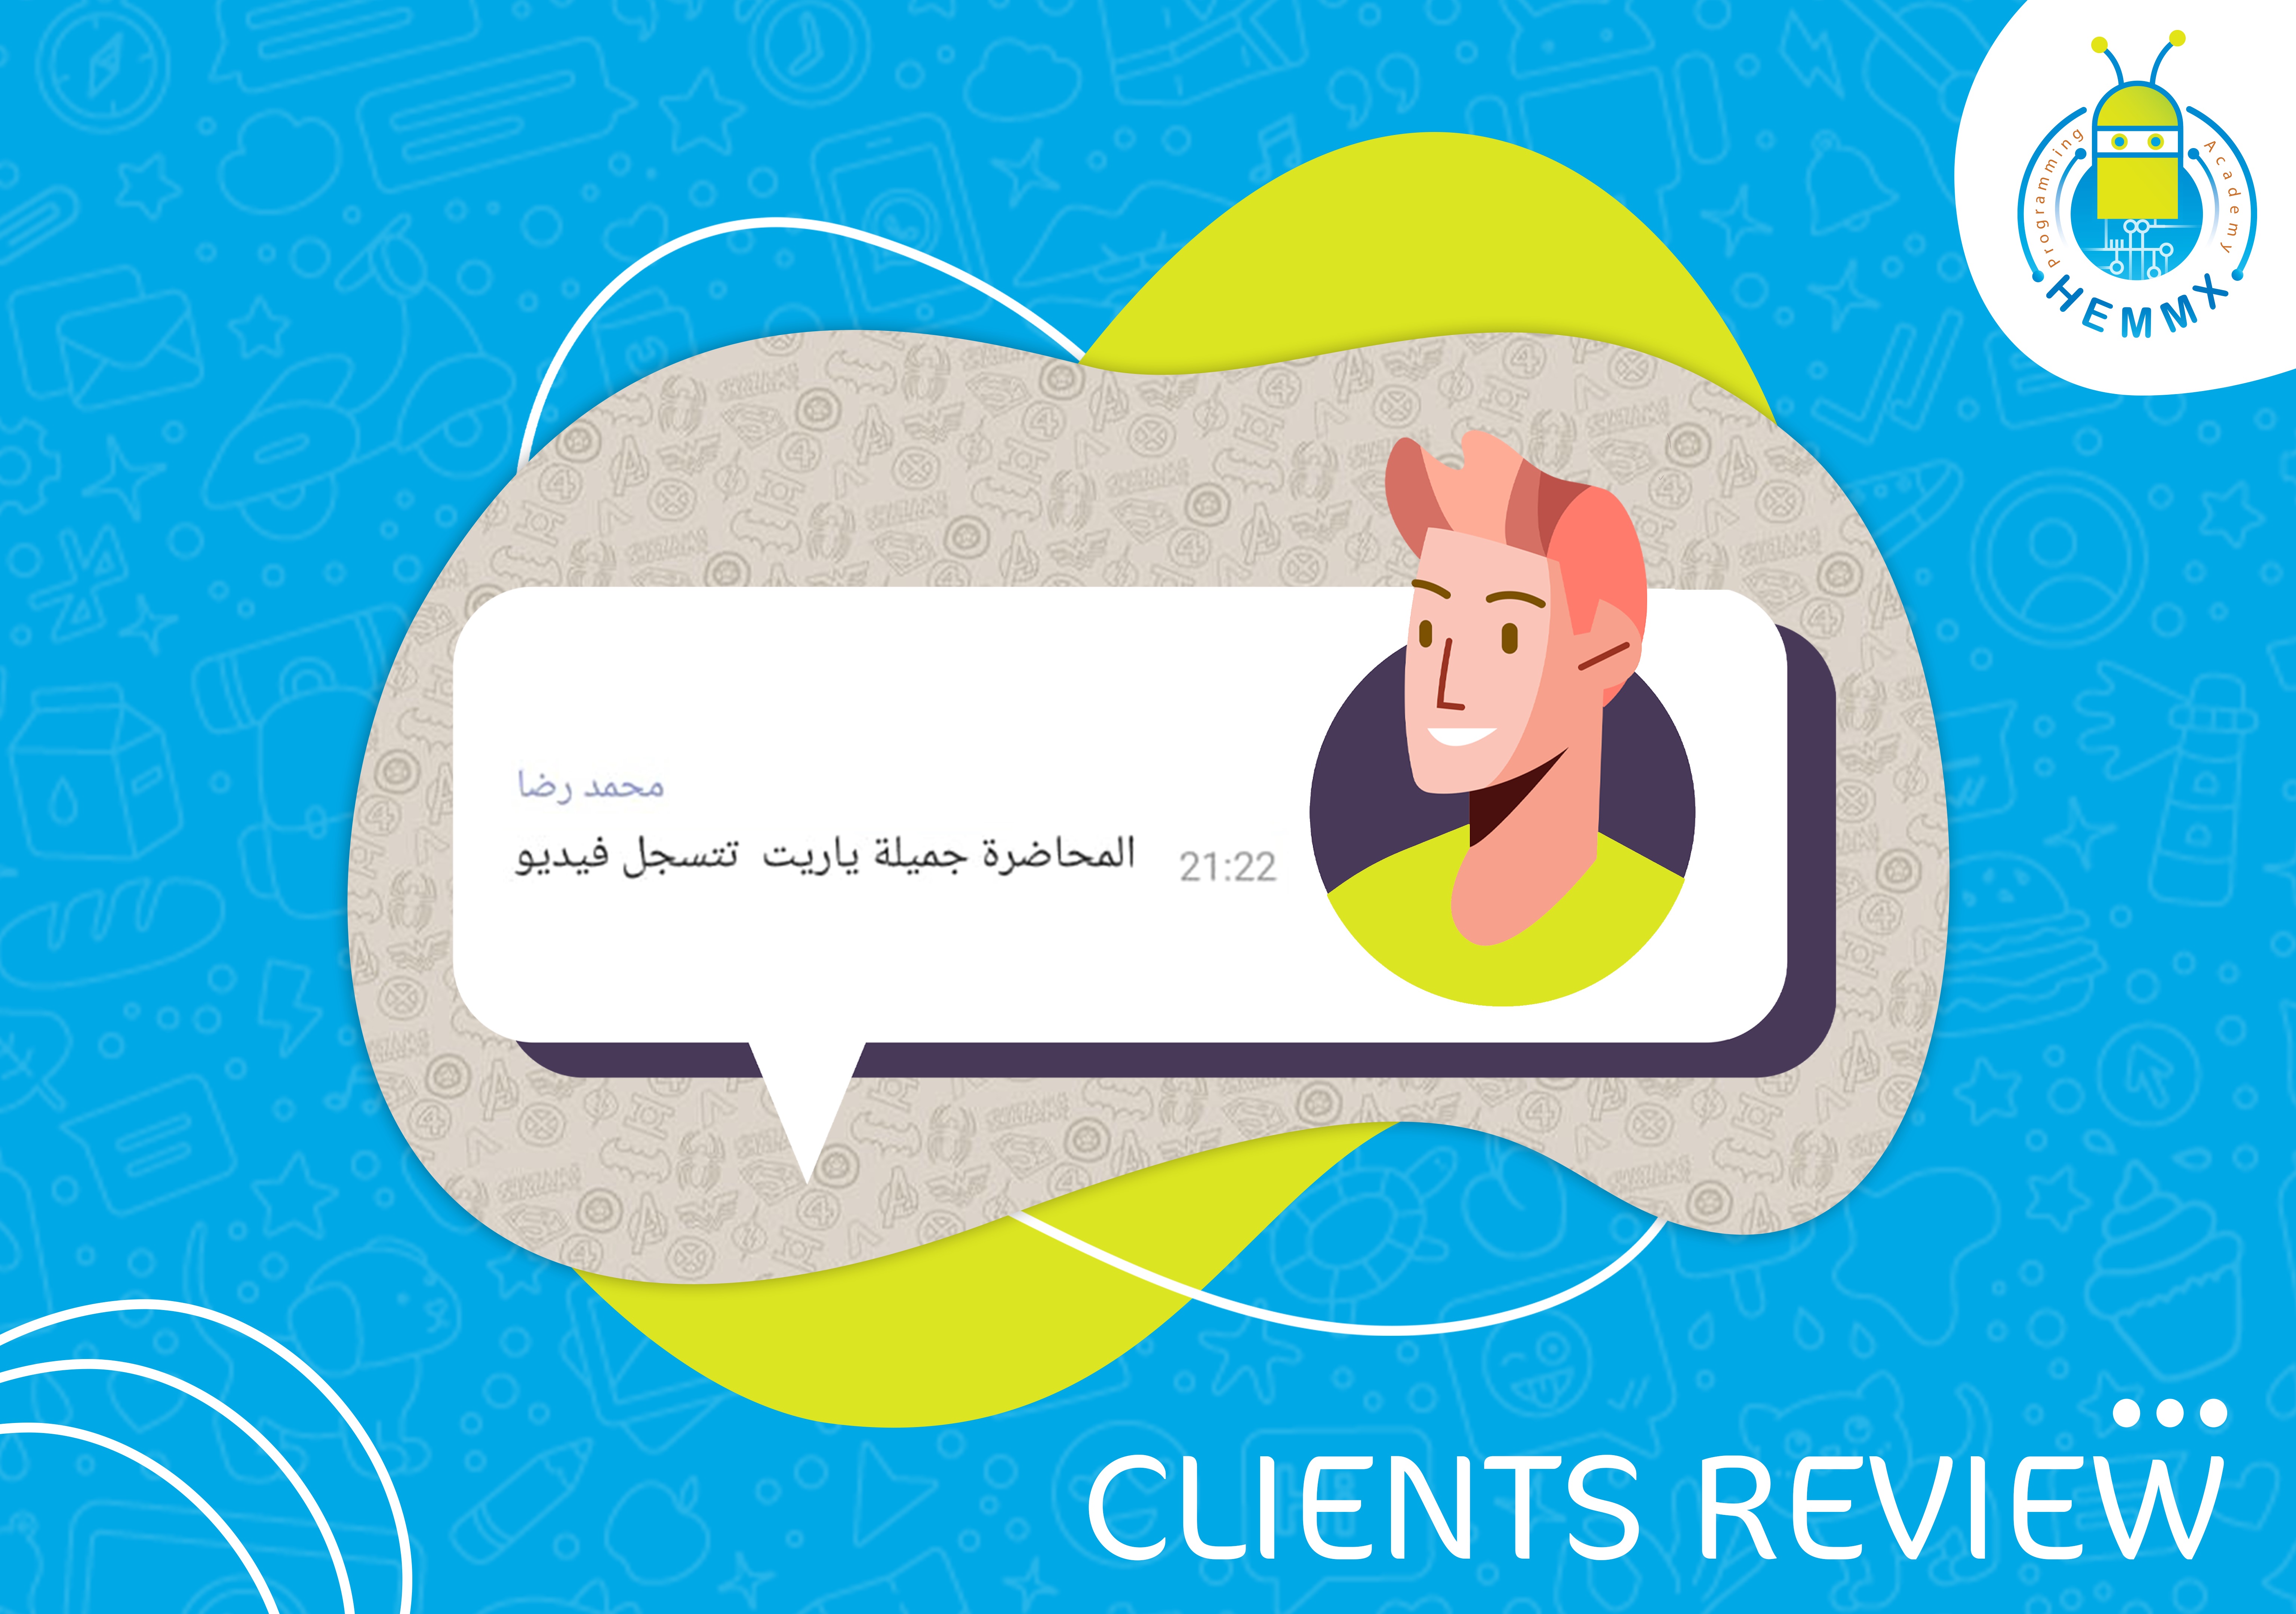 Programming Academy
HEMMX
محمد رضا
المحاضرة جميلة ياريت تتسجل فيديو
21:22
CLIENTS REVIEW